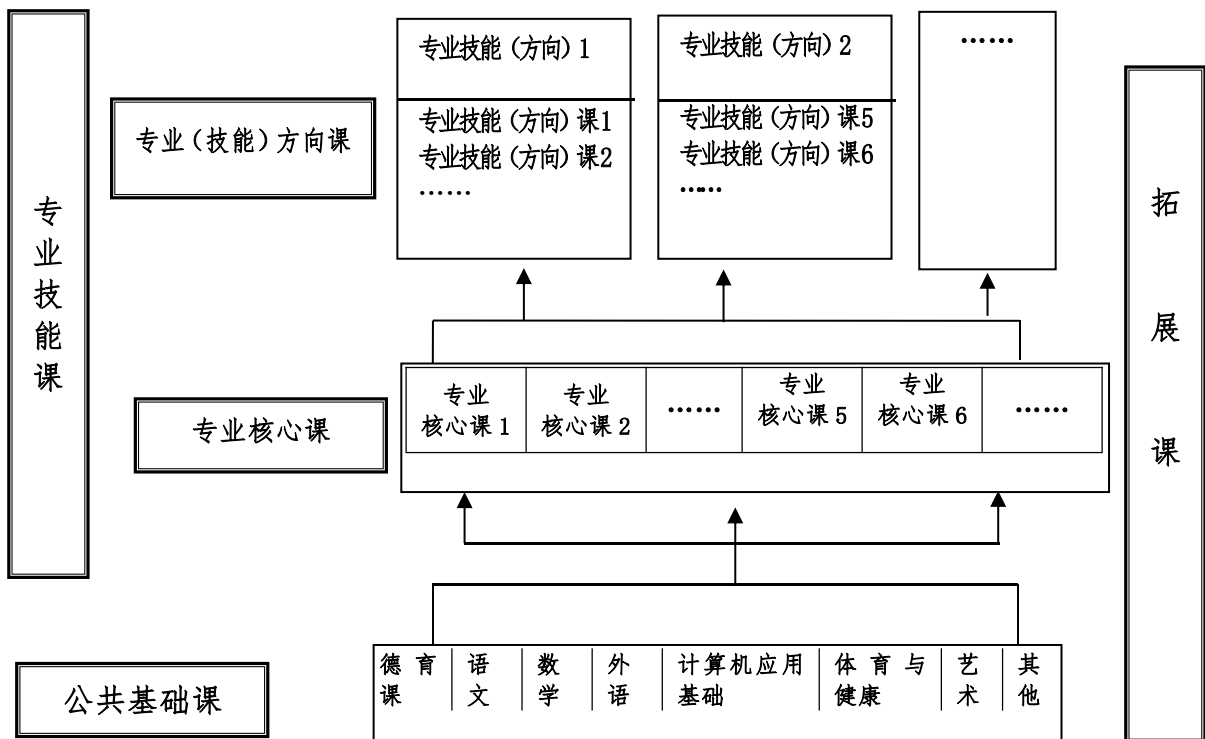 专业技能课
专业（技能）方向课
专业技能（方向）1
专业技能（方向）课1
专业技能（方向）课2
……
专业技能（方向）2
专业技能（方向）课5
专业技能（方向）课6
……
……
拓展课
专业核心课
专业
核心课1
专业
核心课2
……
专业
核心课5
专业
核心课6
……
公共基础课
德育
课
语
文
数
学
外
语
计算机应用
基础
体育与
健康
艺
术
其
他